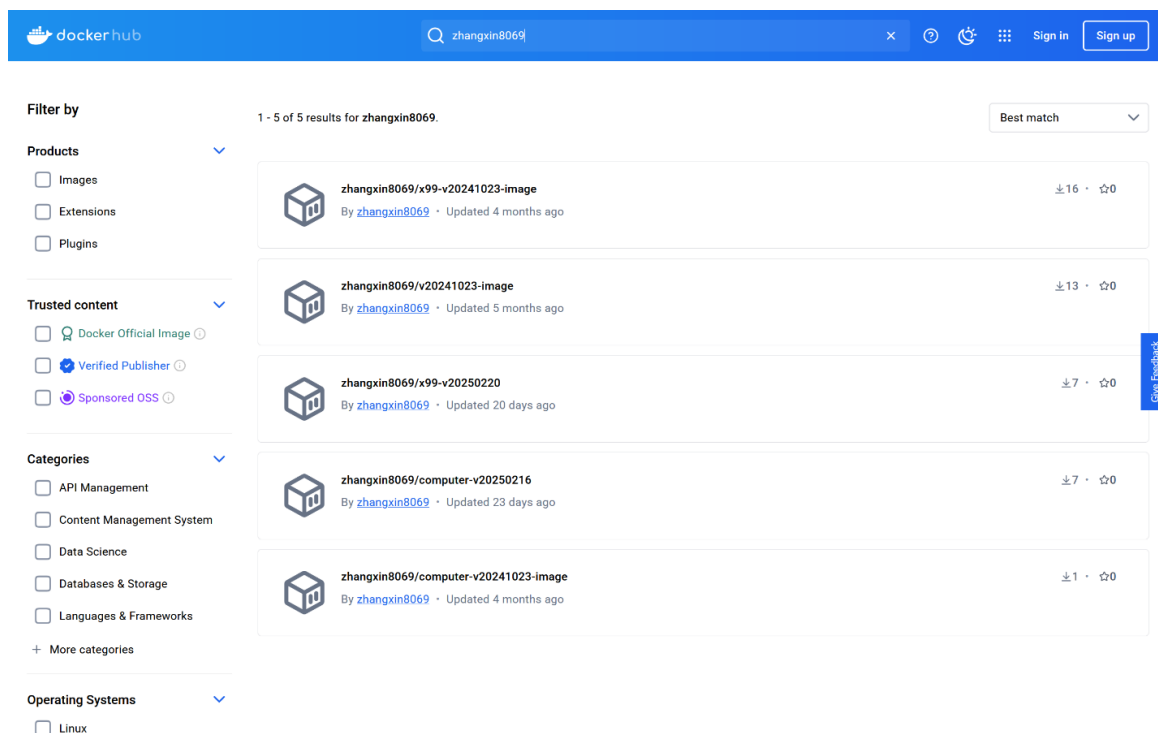 dockerhub
zhangxin8069
Sign in
Sign up
Filter by
1 - 5 of 5 results for zhangxin8069.
Best match
Products
Images
Extensions
Plugins
Trusted content
Docker Official Image
Verified Publisher
Sponsored OSS
Categories
API Management
Content Management System
Data Science
Databases & Storage
Languages & Frameworks
+ More categories
Operating Systems
Linux
zhangxin8069/x99-v20241023-image
16 · 0
By zhangxin8069 · Updated 4 months ago
zhangxin8069/v20241023-image
13 · 0
By zhangxin8069 · Updated 5 months ago
zhangxin8069/x99-v20250220
7 · 0
By zhangxin8069 · Updated 20 days ago
zhangxin8069/computer-v20250216
7 · 0
By zhangxin8069 · Updated 23 days ago
zhangxin8069/computer-v20241023-image
1 · 0
By zhangxin8069 · Updated 4 months ago
Give Feedback